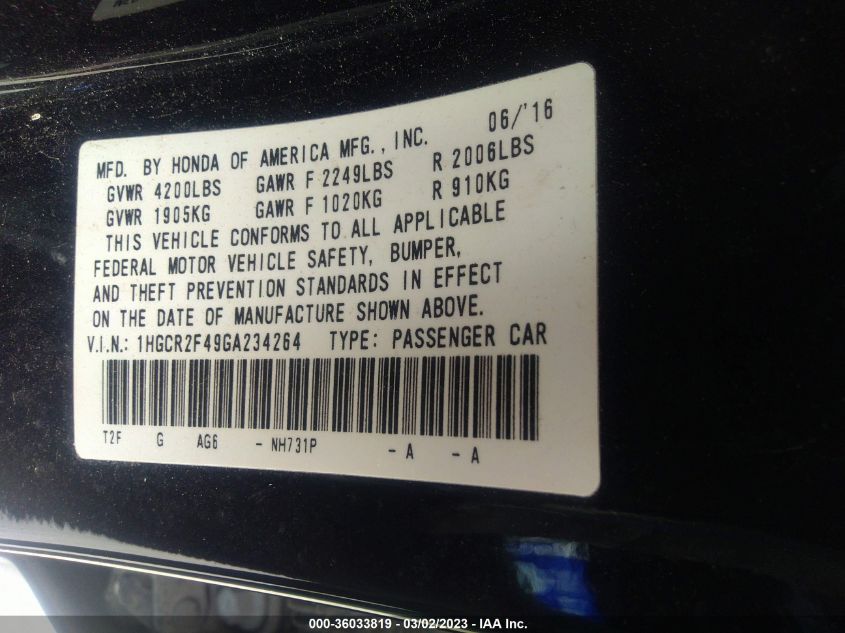 06/'16
MFD. BY HONDA OF AMERICA MFG., INC.
GVWR 4200LBS GAWR F 2249LBS R 2006LBS
GVWR 1905KG GAWR F 1020KG R 910KG
THIS VEHICLE CONFORMS TO ALL APPLICABLE
FEDERAL MOTOR VEHICLE SAFETY, BUMPER,
AND THEFT PREVENTION STANDARDS IN EFFECT
ON THE DATE OF MANUFACTURE SHOWN ABOVE.
V.I.N.: 1HGCR2F49GA234264 TYPE: PASSENGER CAR
T2F G AG6 - NH731P - A - A
000-36033819 - 03/02/2023 - IAA Inc.